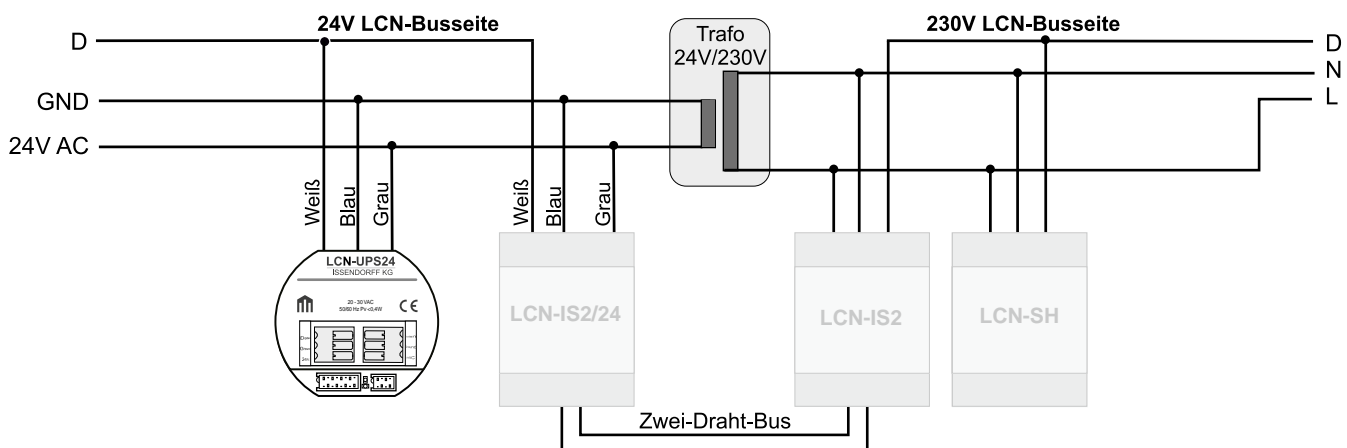 24V LCN-Busseite
230V LCN-Busseite
Trafo
24V/230V
D
GND
24V AC
D
N
L
Weiß
Blau
Grau
Weiß
Blau
Grau
LCN-UPS24
ISSENDORFF KG
20 - 30 VAC
50/60 Hz Pv <0,4W
CE
LCN-IS2/24
LCN-IS2
LCN-SH
Zwei-Draht-Bus